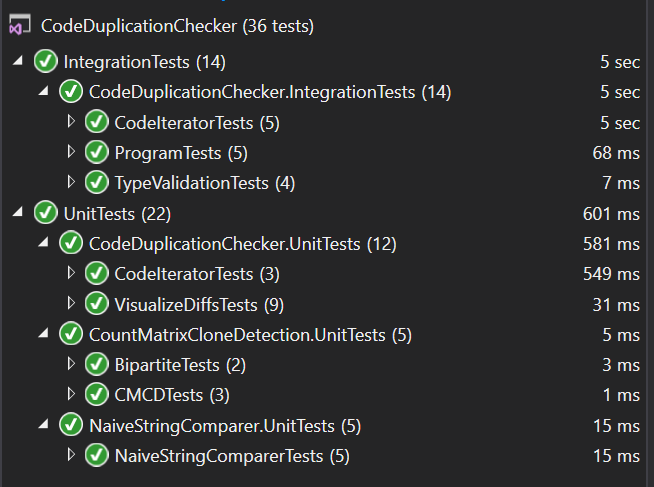 CodeDuplicationChecker (36 tests)
IntegrationTests (14) 5 sec
CodeDuplicationChecker.IntegrationTests (14) 5 sec
CodeIteratorTests (5) 5 sec
ProgramTests (5) 68 ms
TypeValidationTests (4) 7 ms
UnitTests (22) 601 ms
CodeDuplicationChecker.UnitTests (12) 581 ms
CodeIteratorTests (3) 549 ms
VisualizeDiffsTests (9) 31 ms
CountMatrixCloneDetection.UnitTests (5) 5 ms
BipartiteTests (2) 3 ms
CMCDTests (3) 1 ms
NaiveStringComparer.UnitTests (5) 15 ms
NaiveStringComparerTests (5) 15 ms